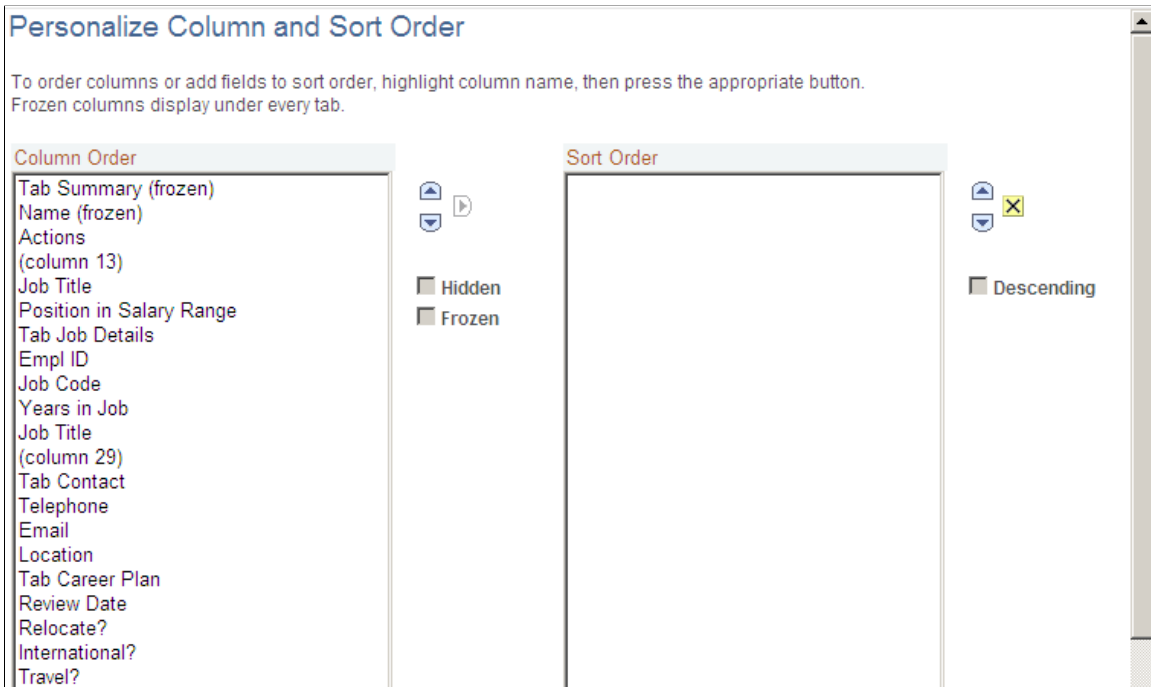 Personalize Column and Sort Order
To order columns or add fields to sort order, highlight column name, then press the appropriate button.
Frozen columns display under every tab.
Column Order
Tab Summary (frozen)
Name (frozen)
Actions
(column 13)
Job Title
Position in Salary Range
Tab Job Details
Empl ID
Job Code
Years in Job
Job Title
(column 29)
Tab Contact
Telephone
Email
Location
Tab Career Plan
Review Date
Relocate?
International?
Travel?
Hidden
Frozen
Sort Order
Descending